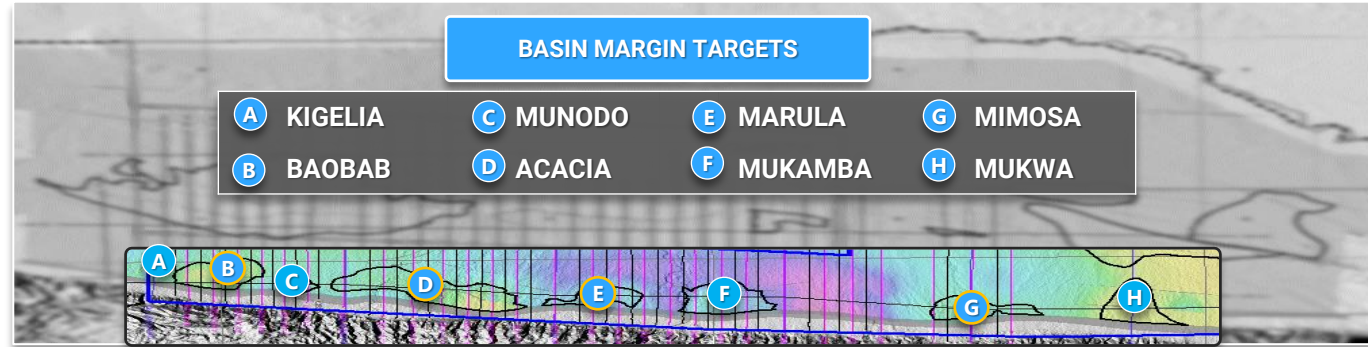 BASIN MARGIN TARGETS
A KIGELIA C MUNODO E MARULA G MIMOSA
B BAOBAB D ACACIA F MUKAMBA H MUKWA
A B C D E F G H